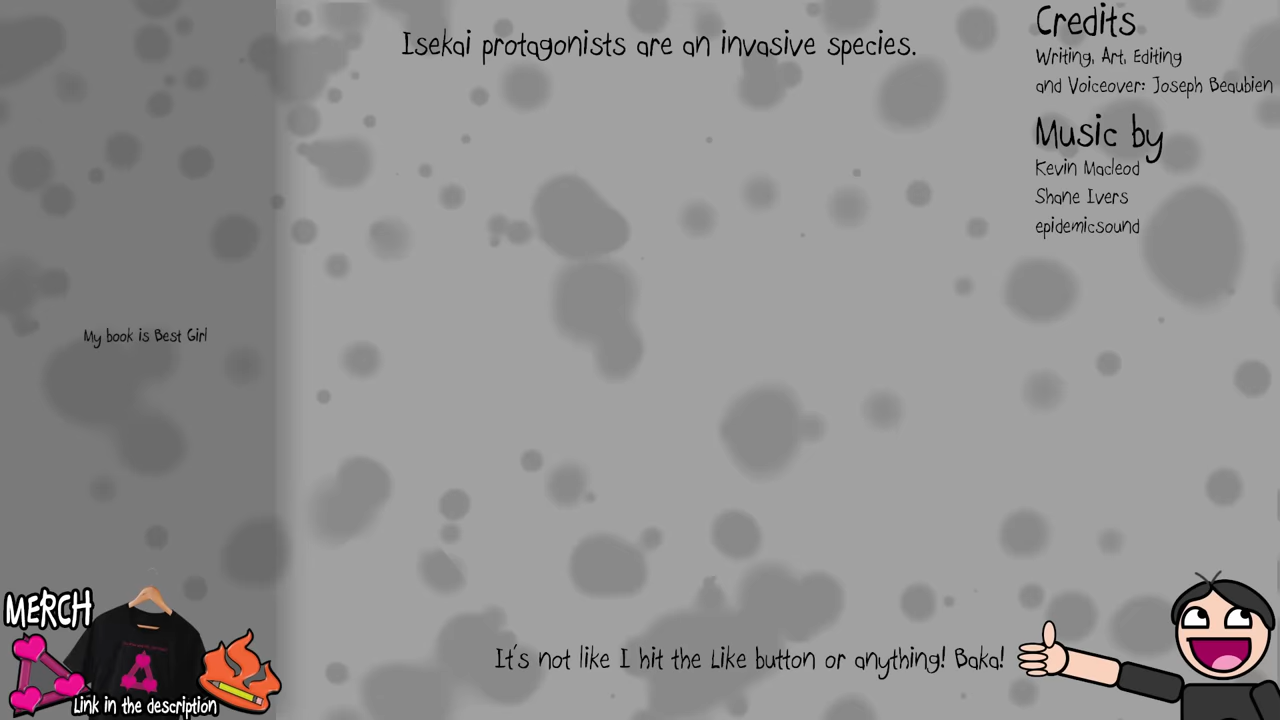 Isekai protagonists are an invasive species.
Credits
Writing, Art, Editing
and Voiceover: Joseph Beaubien
Music by
Kevin Macleod
Shane Ivers
epidemicsound
My book is Best Girl
MERCH
Link in the description
It's not like I hit the Like button or anything! Baka!